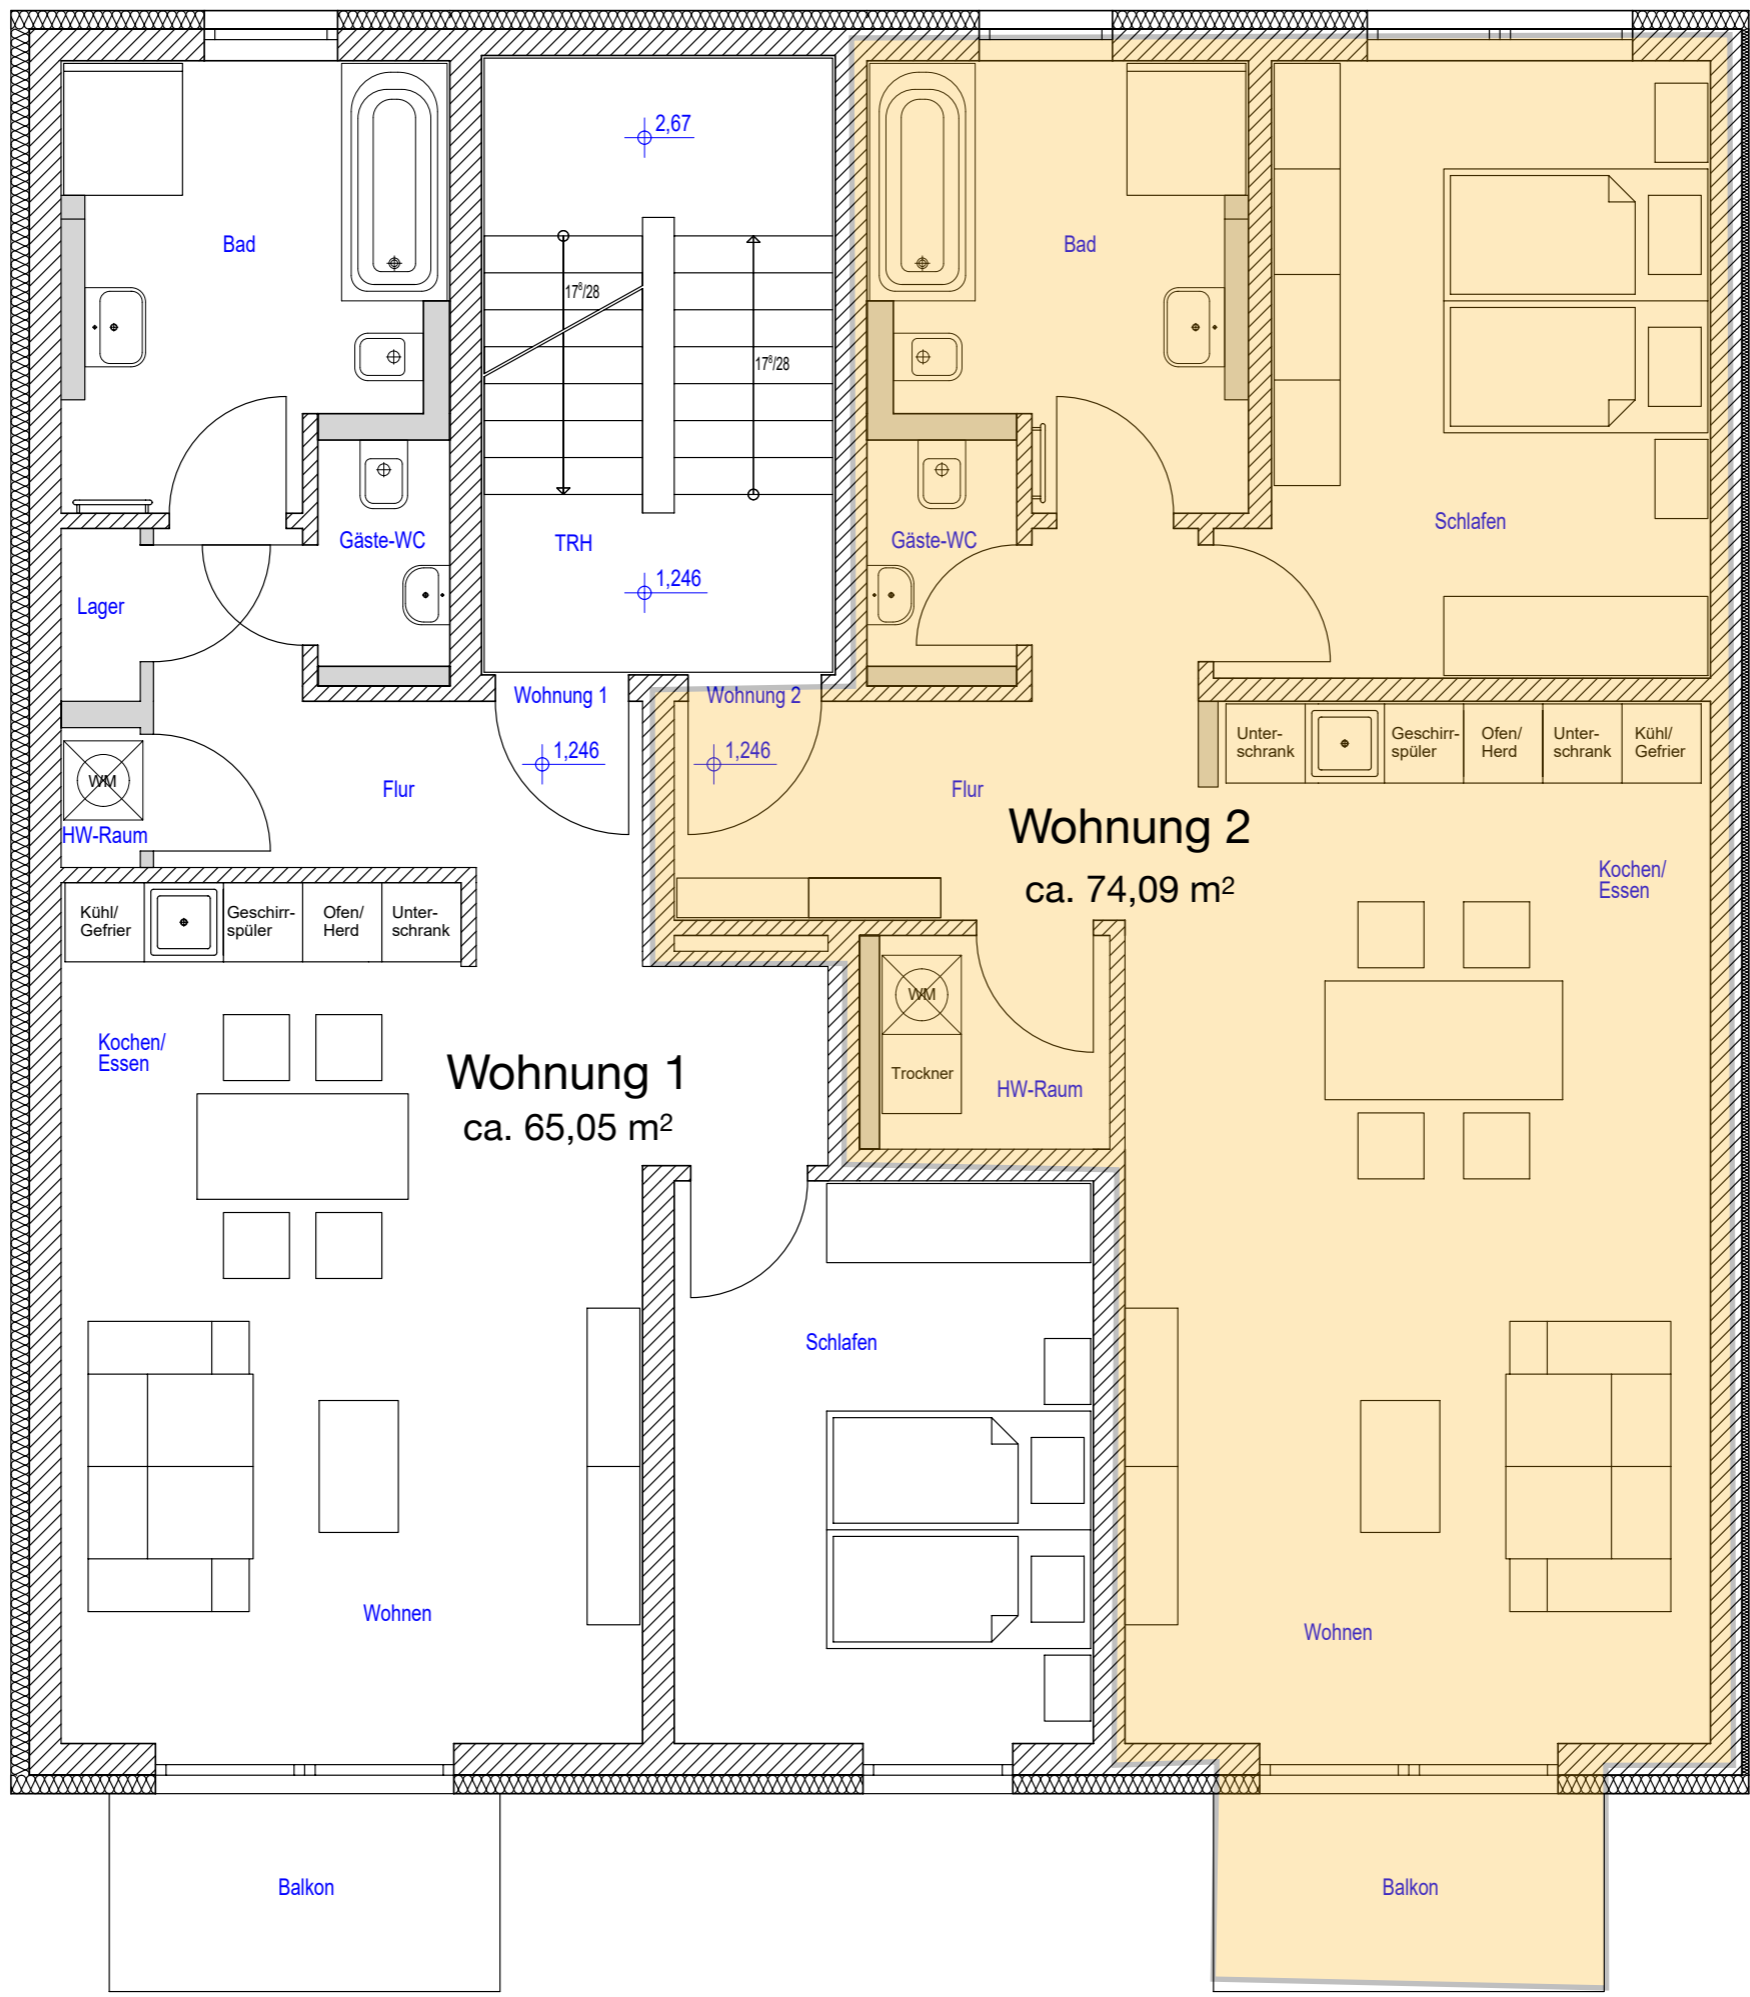 2,67
Bad
Bad
17⁸/28
17⁸/28
Schlafen
Gäste-WC
TRH
Gäste-WC
1,246
Lager
Wohnung 1
Wohnung 2
1,246
1,246
Unter-
schrank
Geschirr-
spüler
Ofen/
Herd
Unter-
schrank
Kühl/
Gefrier
WM
HW-Raum
Flur
Flur
Wohnung 2
ca. 74,09 m²
Kochen/
Essen
Kühl/
Gefrier
Geschirr-
spüler
Ofen/
Herd
Unter-
schrank
WM
Trockner
HW-Raum
Kochen/
Essen
Wohnung 1
ca. 65,05 m²
Schlafen
Wohnen
Wohnen
Balkon
Balkon